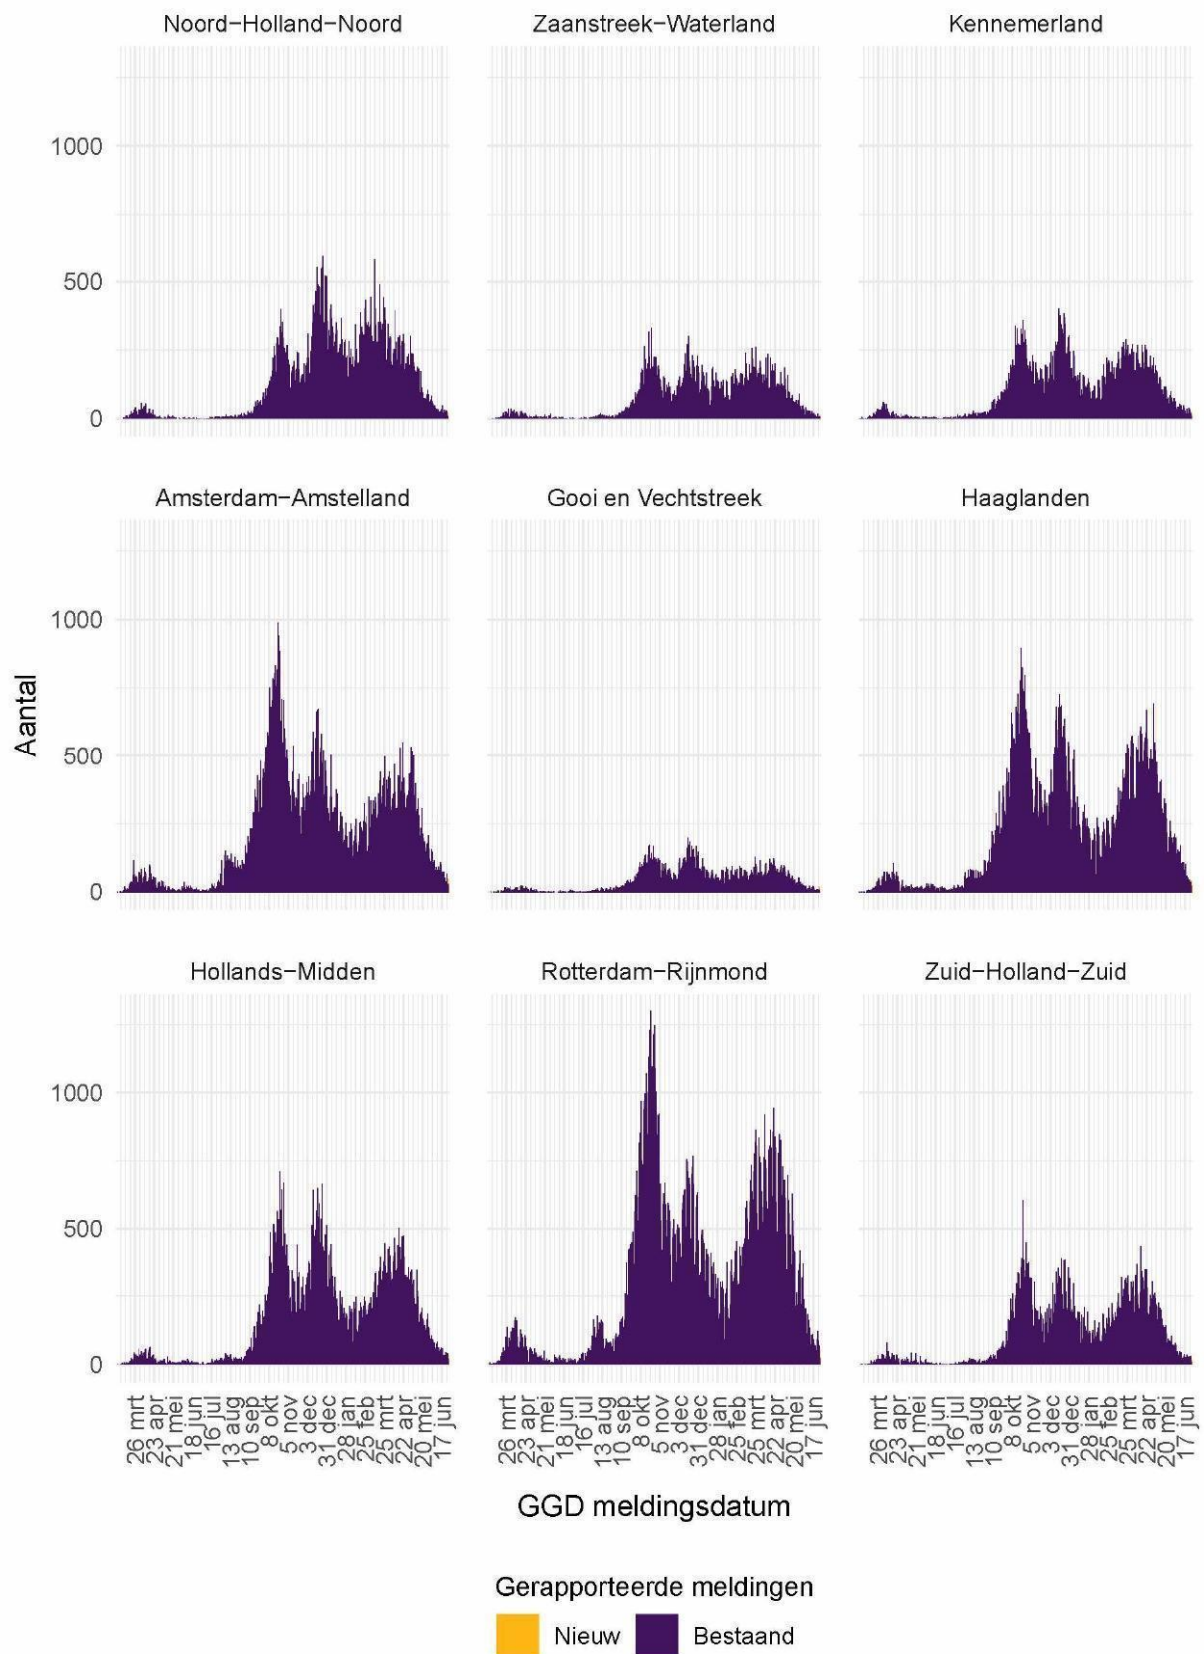 Noord-Holland-Noord
Zaanstreek-Waterland
Kennemerland
1000
500
0
Amsterdam-Amstelland
Gooi en Vechtstreek
Haaglanden
1000
500
0
Aantal
Hollands-Midden
Rotterdam-Rijnmond
Zuid-Holland-Zuid
1000
500
0
26 mrt
23 apr
21 mei
18 jun
16 jul
13 aug
10 sep
8 okt
5 nov
3 dec
31 dec
28 jan
25 feb
25 mrt
22 apr
20 mei
17 jun
26 mrt
23 apr
21 mei
18 jun
16 jul
13 aug
10 sep
8 okt
5 nov
3 dec
31 dec
28 jan
25 feb
25 mrt
22 apr
20 mei
17 jun
26 mrt
23 apr
21 mei
18 jun
16 jul
13 aug
10 sep
8 okt
5 nov
3 dec
31 dec
28 jan
25 feb
25 mrt
22 apr
20 mei
17 jun
GGD meldingsdatum
Gerapporteerde meldingen
Nieuw
Bestaand